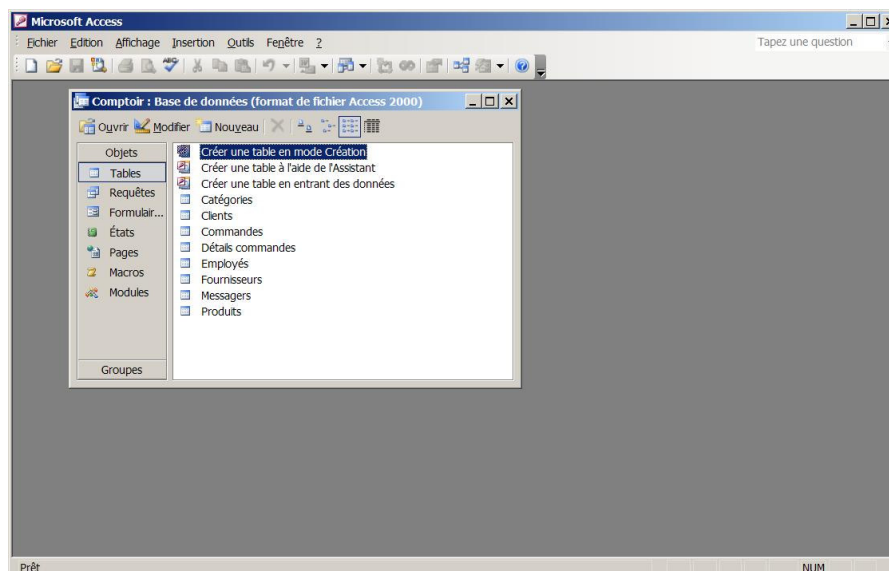 Microsoft Access
Fichier Edition Affichage Insertion Outils Fenêtre ?
Tapez une question
Comptoir : Base de données (format de fichier Access 2000)
Ouvrir Modifier Nouveau
Objets
Tables
Requêtes
Formulair...
États
Pages
Macros
Modules
Groupes
Créer une table en mode Création
Créer une table à l'aide de l'Assistant
Créer une table en entrant des données
Catégories
Clients
Commandes
Détails commandes
Employés
Fournisseurs
Messagers
Produits
Prêt
NUM